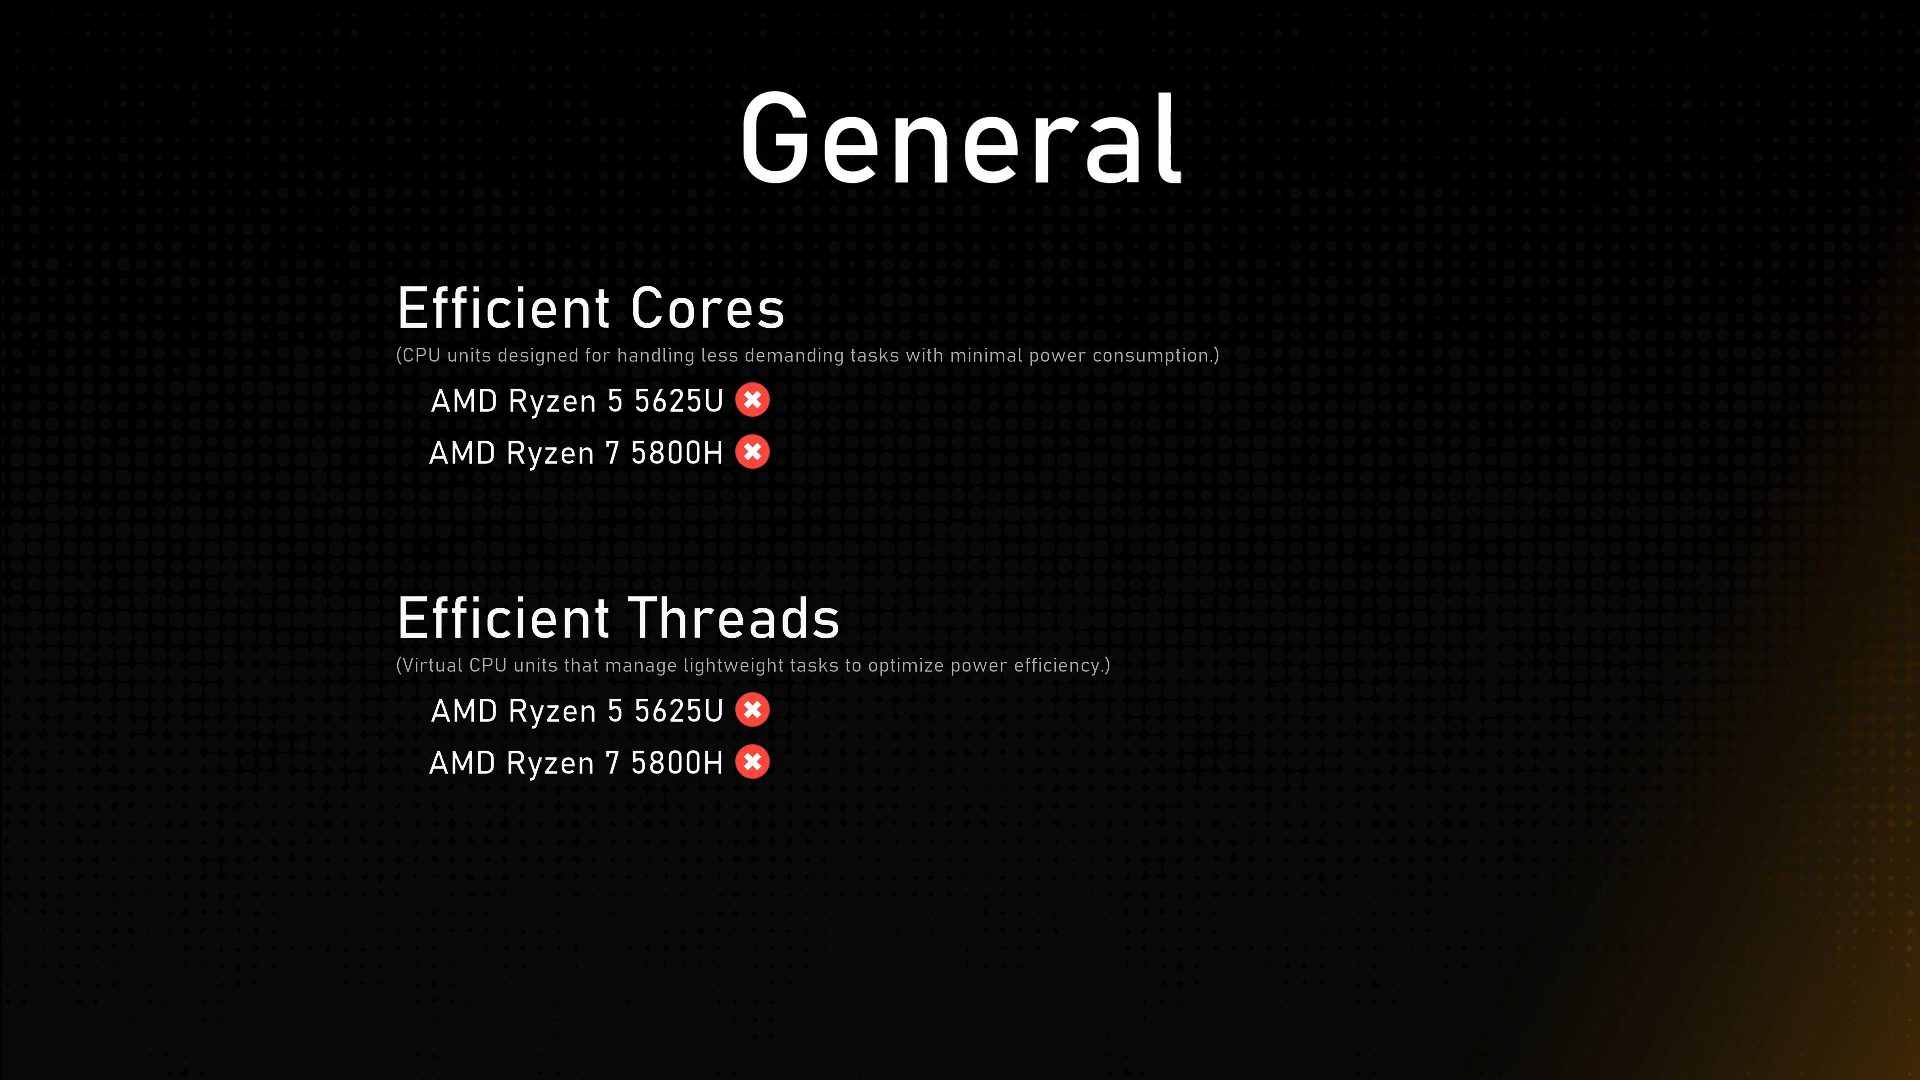 General
Efficient Cores
(CPU units designed for handling less demanding tasks with minimal power consumption.)
AMD Ryzen 5 5625U
AMD Ryzen 7 5800H
Efficient Threads
(Virtual CPU units that manage lightweight tasks to optimize power efficiency.)
AMD Ryzen 5 5625U
AMD Ryzen 7 5800H